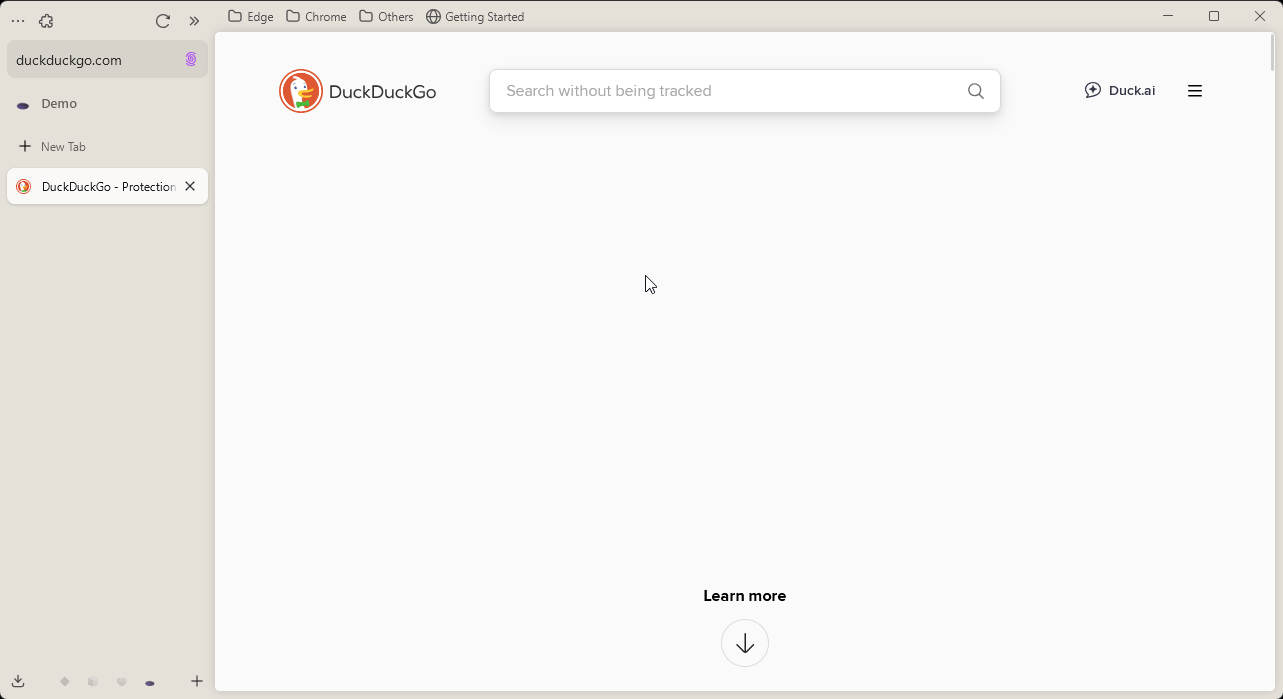 Edge Chrome Others Getting Started
duckduckgo.com
Demo
New Tab
DuckDuckGo - Protection
DuckDuckGo
Search without being tracked
Duck.ai
Learn more